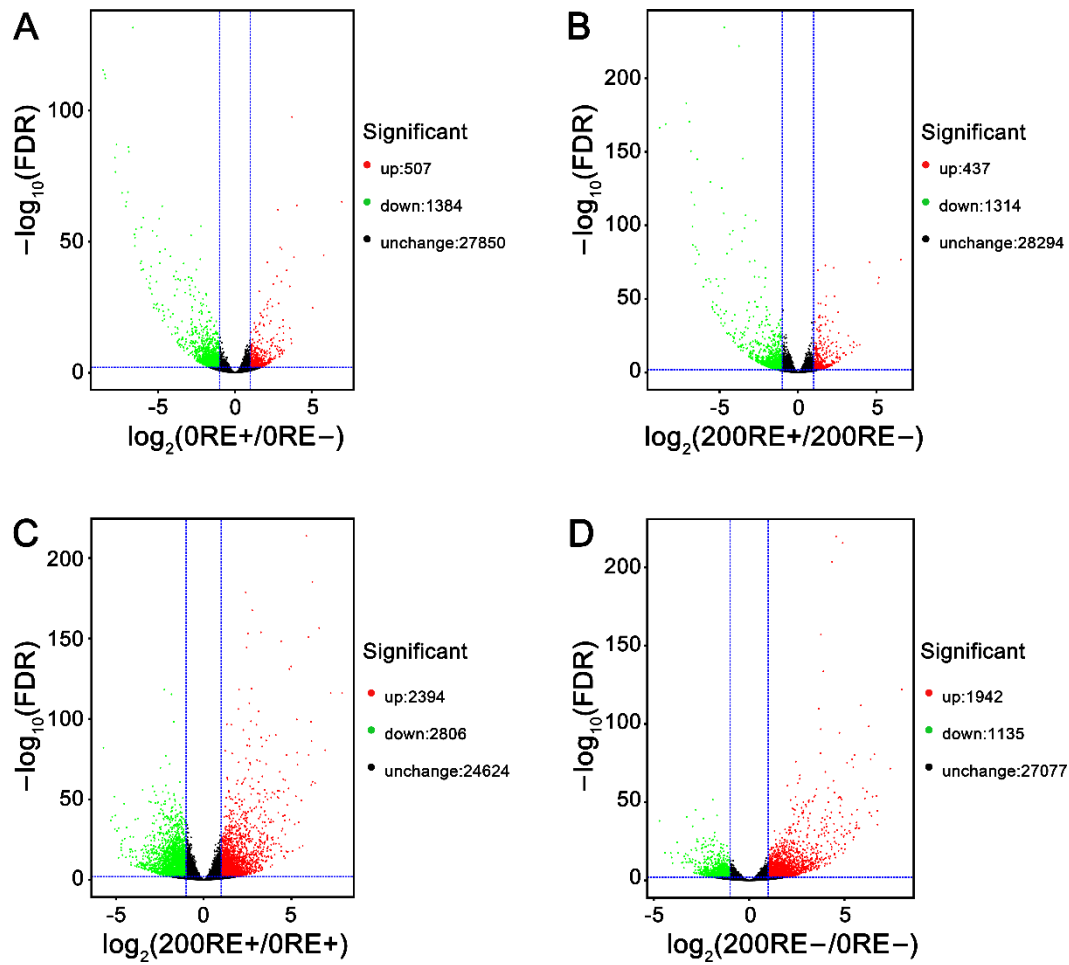 A
−log10(FDR)
100
50
0
-5
0
5
log2(0RE+/0RE−)
Significant
up:507
down:1384
unchange:27850
B
−log10(FDR)
200
150
100
50
0
-5
0
5
log2(200RE+/200RE−)
Significant
up:437
down:1314
unchange:28294
C
−log10(FDR)
200
150
100
50
0
-5
0
5
log2(200RE+/0RE+)
Significant
up:2394
down:2806
unchange:24624
D
−log10(FDR)
200
150
100
50
0
-5
0
5
log2(200RE−/0RE−)
Significant
up:1942
down:1135
unchange:27077